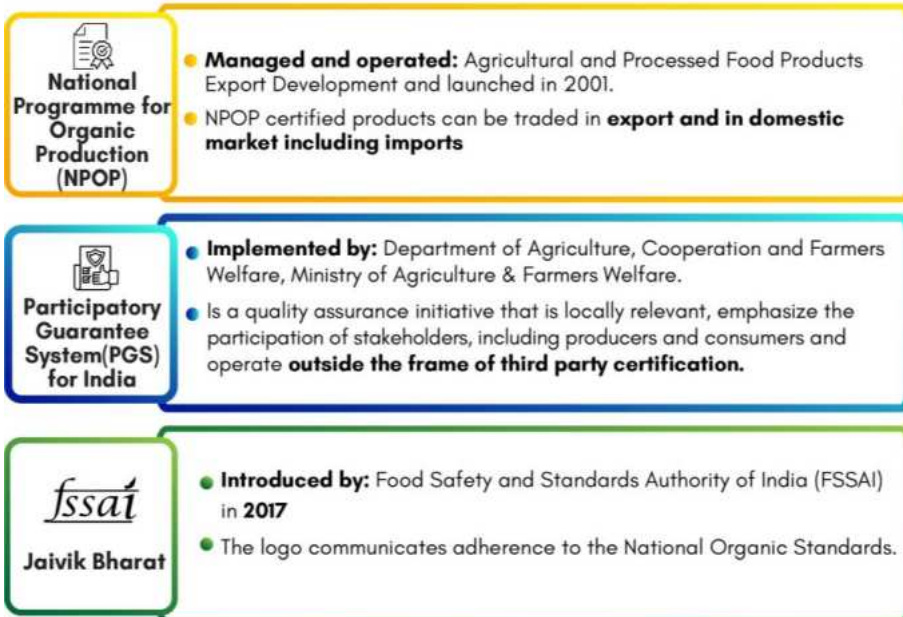 National
Programme for
Organic
Production
(NPOP)
Managed and operated: Agricultural and Processed Food Products
Export Development and launched in 2001.
NPOP certified products can be traded in export and in domestic
market including imports
Participatory
Guarantee
System(PGS)
for India
Implemented by: Department of Agriculture, Cooperation and Farmers
Welfare, Ministry of Agriculture & Farmers Welfare.
Is a quality assurance initiative that is locally relevant, emphasize the
participation of stakeholders, including producers and consumers and
operate outside the frame of third party certification.
fssai
Jaivik Bharat
Introduced by: Food Safety and Standards Authority of India (FSSAI)
in 2017
The logo communicates adherence to the National Organic Standards.